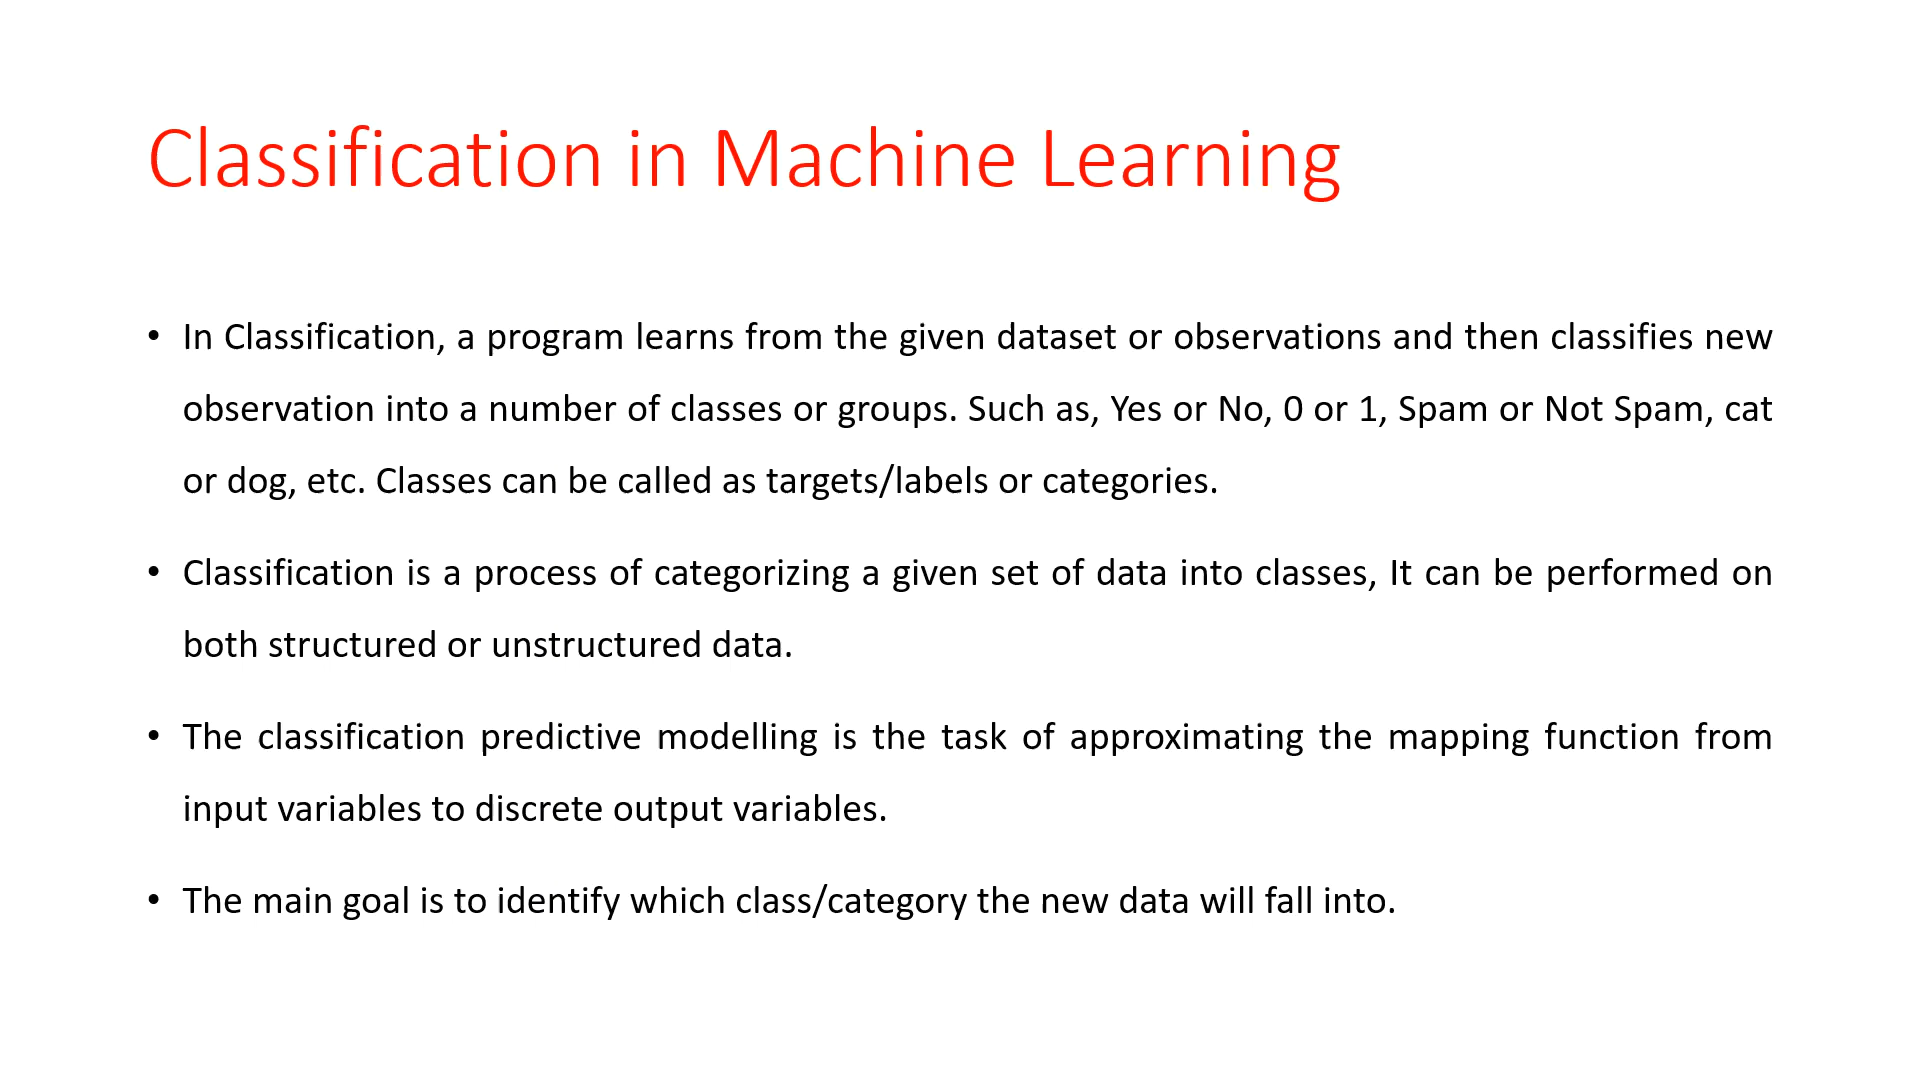 Classification in Machine Learning
• In Classification, a program learns from the given dataset or observations and then classifies new
observation into a number of classes or groups. Such as, Yes or No, 0 or 1, Spam or Not Spam, cat
or dog, etc. Classes can be called as targets/labels or categories.
• Classification is a process of categorizing a given set of data into classes, It can be performed on
both structured or unstructured data.
• The classification predictive modelling is the task of approximating the mapping function from
input variables to discrete output variables.
• The main goal is to identify which class/category the new data will fall into.